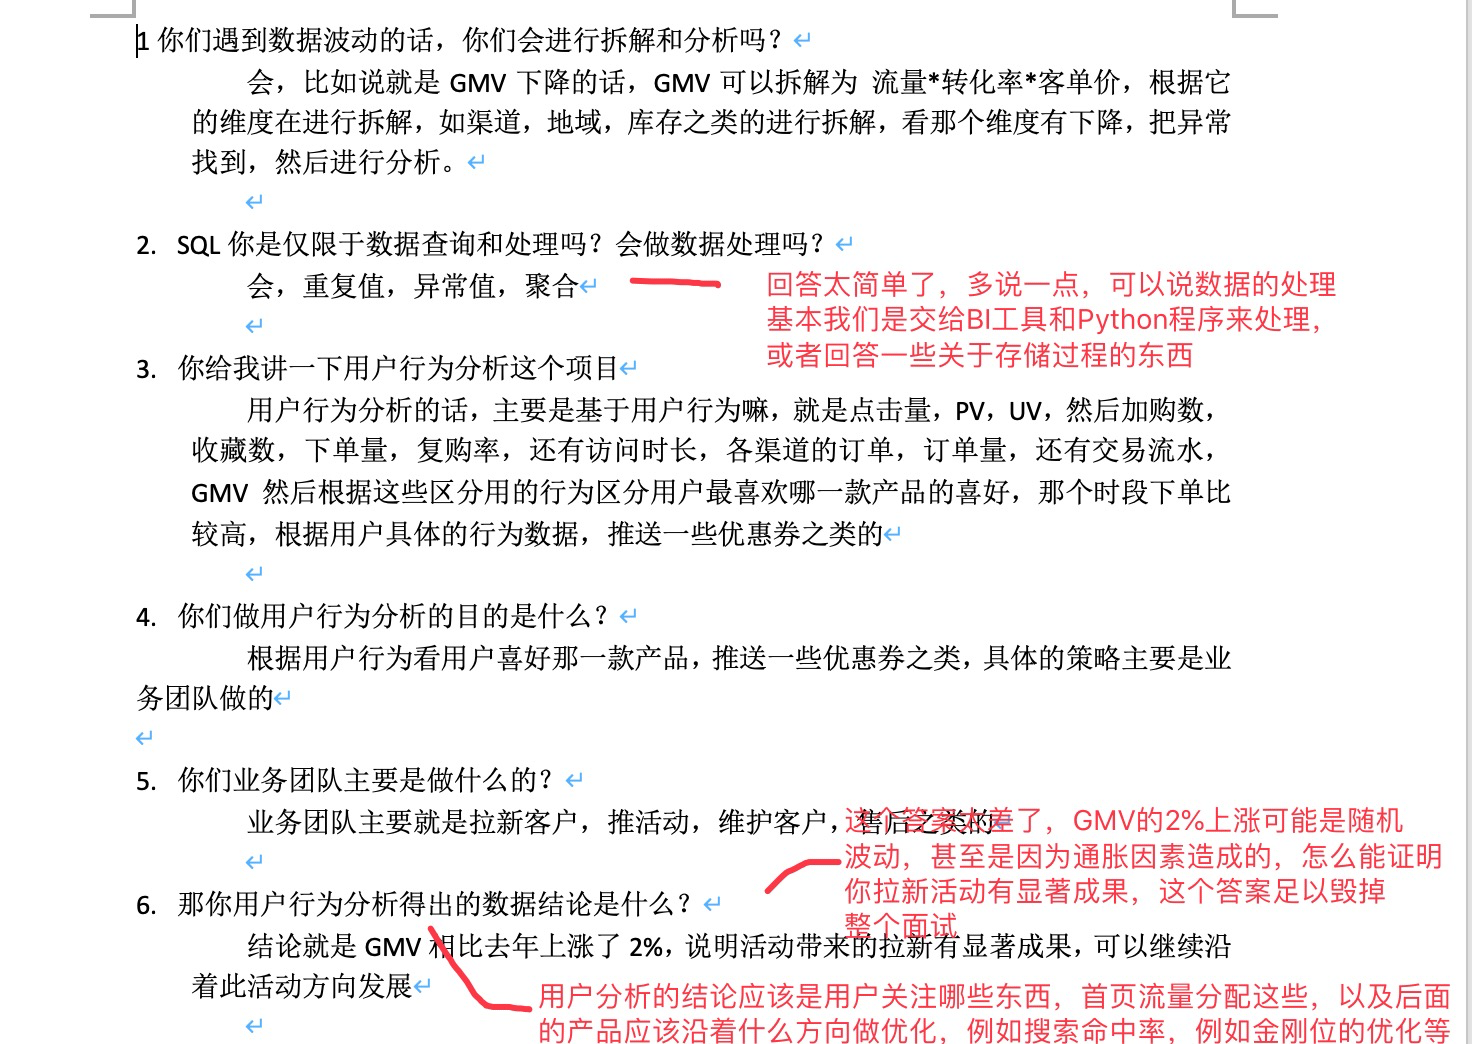 1 你们遇到数据波动的话，你们会进行拆解和分析吗？
会，比如说就是 GMV 下降的话，GMV 可以拆解为 流量*转化率*客单价，根据它
的维度在进行拆解，如渠道，地域，库存之类的进行拆解，看那个维度有下降，把异常
找到，然后进行分析。
2. SQL 你是仅限于数据查询和处理吗？会做数据处理吗？
会，重复值，异常值，聚合
回答太简单了，多说一点，可以说数据的处理
基本我们是交给BI工具和Python程序来处理，
或者回答一些关于存储过程的东西
3. 你给我讲一下用户行为分析这个项目
用户行为分析的话，主要是基于用户行为嘛，就是点击量，PV，UV，然后加购数，
收藏数，下单量，复购率，还有访问时长，各渠道的订单，订单量，还有交易流水，
GMV 然后根据这些区分用的行为区分用户最喜欢哪一款产品的喜好，那个时段下单比
较高，根据用户具体的行为数据，推送一些优惠券之类的
4. 你们做用户行为分析的目的是什么？
根据用户行为看用户喜好那一款产品，推送一些优惠券之类，具体的策略主要是业
务团队做的
5. 你们业务团队主要是做什么的？
业务团队主要就是拉新客户，推活动，维护客户，售后之类的
这个答案太差了，GMV的2%上涨可能是随机
波动，甚至是因为通胀因素造成的，怎么能证明
你拉新活动有显著成果，这个答案足以毁掉
整个面试
6. 那你用户行为分析得出的数据结论是什么？
结论就是 GMV 相比去年上涨了 2%，说明活动带来的拉新有显著成果，可以继续沿
着此活动方向发展
用户分析的结论应该是用户关注哪些东西，首页流量分配这些，以及后面
的产品应该沿着什么方向做优化，例如搜索命中率，例如金刚位的优化等